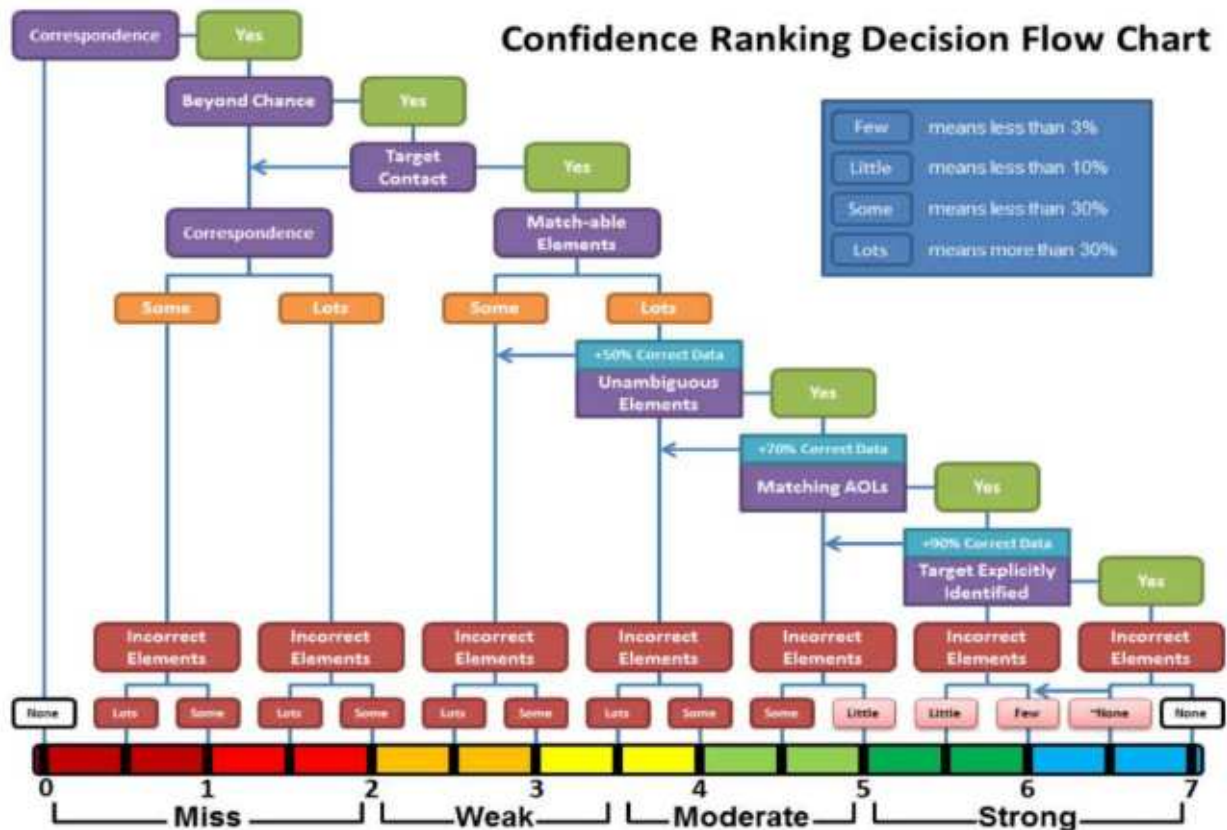 Confidence Ranking Decision Flow Chart
Correspondence
Yes
Beyond Chance
Yes
Target
Contact
Yes
Correspondence
Match-able
Elements
Few means less than 3%
Little means less than 10%
Some means less than 30%
Lots means more than 30%
Some
Lots
Some
Lots
+50% Correct Data
Unambiguous
Elements
Yes
+70% Correct Data
Matching AOLs
Yes
+90% Correct Data
Target Explicitly
Identified
Yes
Incorrect
Elements
Incorrect
Elements
Incorrect
Elements
Incorrect
Elements
Incorrect
Elements
Incorrect
Elements
Incorrect
Elements
None
Lots
Some
Lots
Some
Lots
Some
Lots
Some
Some
Little
Little
Few
*None
None
0 1 2 3 4 5 6 7
Miss Weak Moderate Strong